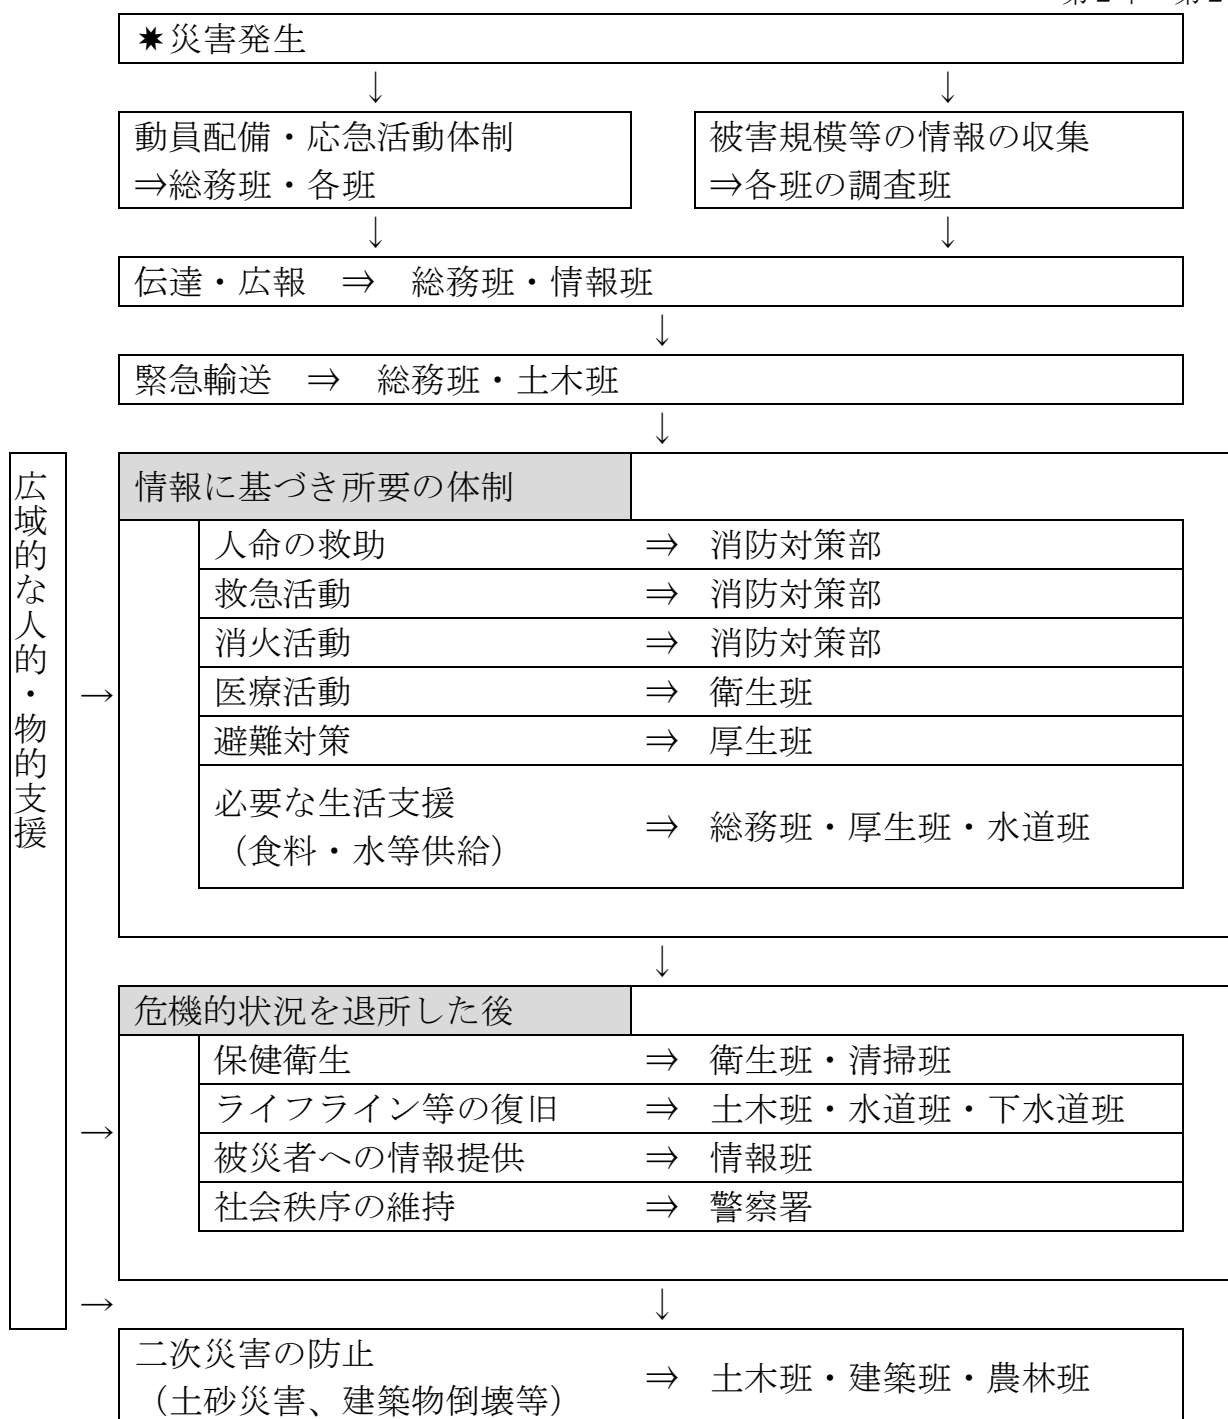 ✷災害発生
↓ ↓
動員配備・応急活動体制
⇒総務班・各班
被害規模等の情報の収集
⇒各班の調査班
↓ ↓
伝達・広報 ⇒ 総務班・情報班
↓
緊急輸送 ⇒ 総務班・土木班
↓
広域的な人的・物的支援
情報に基づき所要の体制
人命の救助 ⇒ 消防対策部
救急活動 ⇒ 消防対策部
消火活動 ⇒ 消防対策部
→
医療活動 ⇒ 衛生班
避難対策 ⇒ 厚生班
必要な生活支援
（食料・水等供給） ⇒ 総務班・厚生班・水道班
↓
危機的状況を退所した後
保健衛生 ⇒ 衛生班・清掃班
ライフライン等の復旧 ⇒ 土木班・水道班・下水道班
→
被災者への情報提供 ⇒ 情報班
社会秩序の維持 ⇒ 警察署
→ ↓
二次災害の防止
（土砂災害、建築物倒壊等） ⇒ 土木班・建築班・農林班